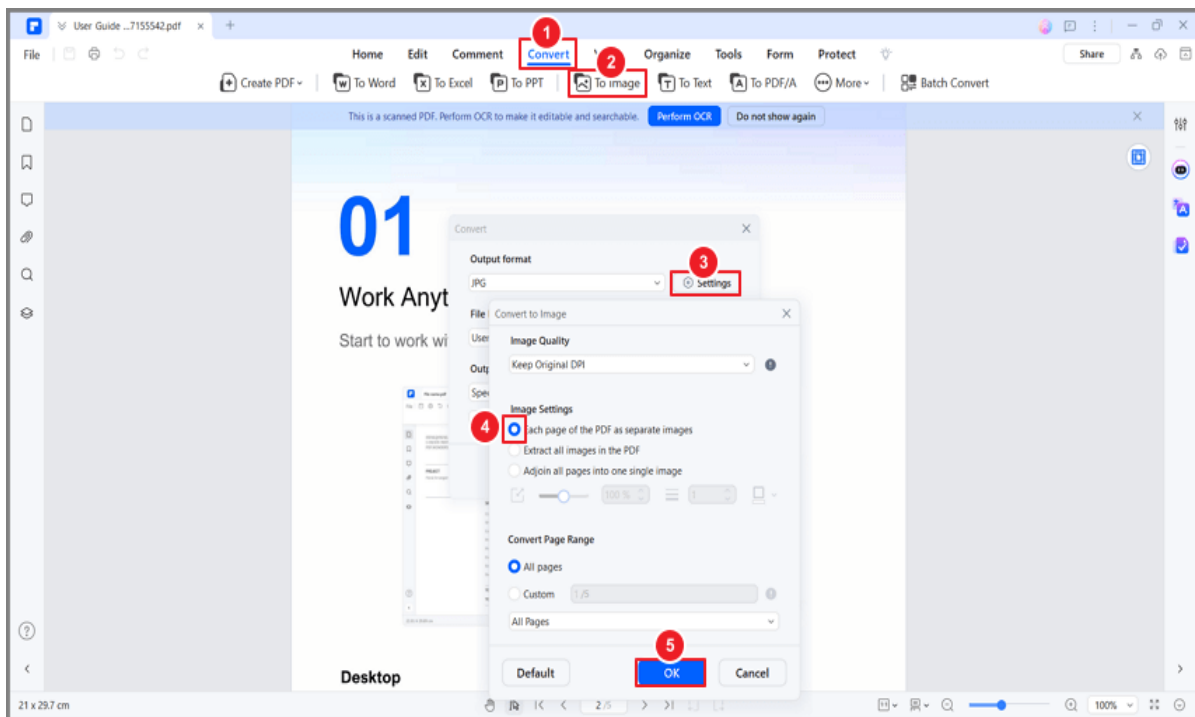 User Guide ...7155542.pdf
1
File
Home Edit Comment Convert Organize Tools Form Protect
Share
2
Create PDF To Word To Excel To PPT To Image To Text To PDF/A More Batch Convert
This is a scanned PDF. Perform OCR to make it editable and searchable. Perform OCR Do not show again
01
Convert
Output format
3
JPG Settings
Work Anyt
File
Convert to Image
Start to work wi
User
Image Quality
Keep Original DPI
Outp
Spec
Image Settings
4
Each page of the PDF as separate images
Extract all images in the PDF
Adjoin all pages into one single image
100 % 1
Convert Page Range
All pages
Custom 1 /5
All Pages
5
Default OK Cancel
Desktop
21 x 29.7 cm 2 /5 100%